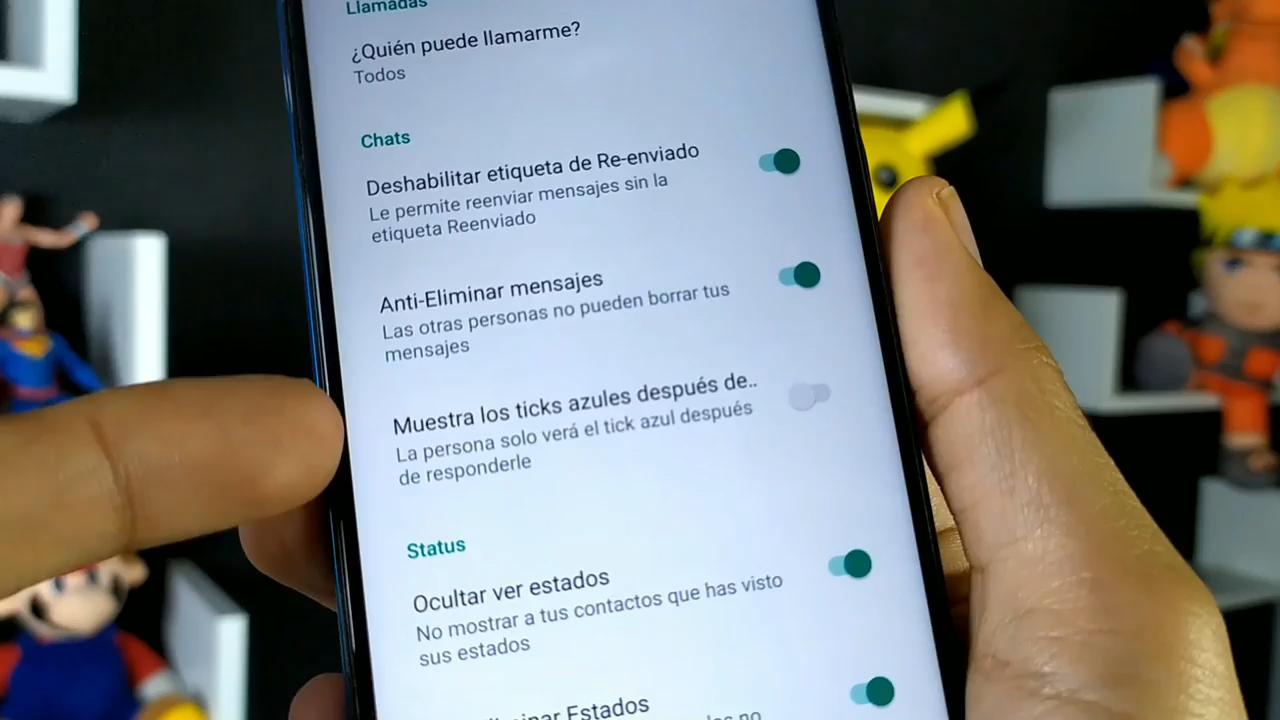 Llamadas
¿Quién puede llamarme?
Todos
Chats
Deshabilitar etiqueta de Re-enviado
Le permite reenviar mensajes sin la
etiqueta Reenviado
Anti-Eliminar mensajes
Las otras personas no pueden borrar tus
mensajes
Muestra los ticks azules después de..
La persona solo verá el tick azul después
de responderle
Status
Ocultar ver estados
No mostrar a tus contactos que has visto
sus estados
Estados
no